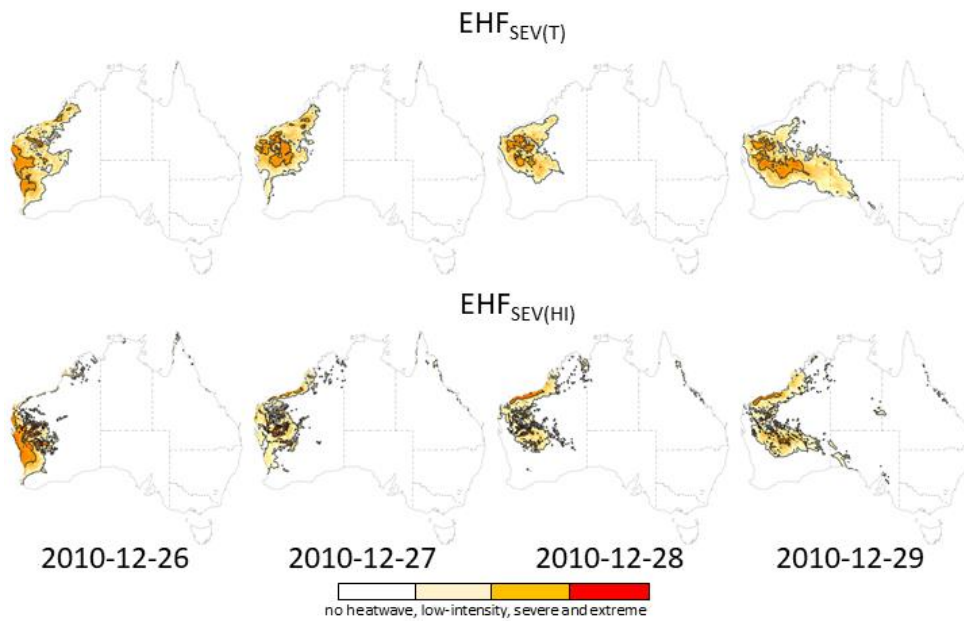 EHF_SEV(T)
EHF_SEV(HI)
2010-12-26 2010-12-27 2010-12-28 2010-12-29
no heatwave, low-intensity, severe and extreme